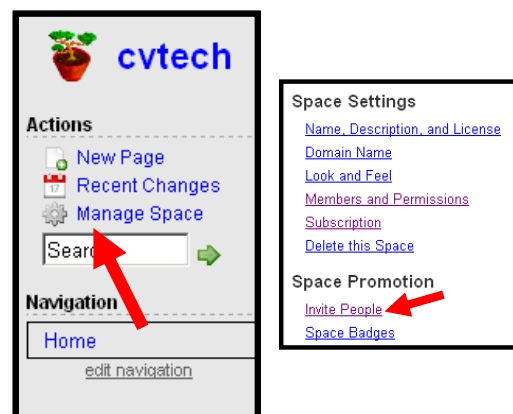 cvtech
Actions
New Page
17
Recent Changes
Manage Space
Navigation
Home
edit navigation
Space Settings
Name, Description, and License
Domain Name
Look and Feel
Members and Permissions
Subscription
Delete this Space
Space Promotion
Invite People
Space Badges